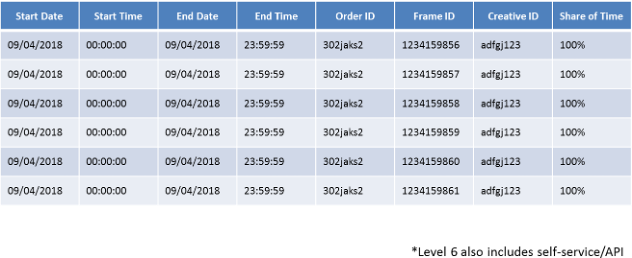 Start Date Start Time End Date End Time Order ID Frame ID Creative ID Share of Time
09/04/2018 00:00:00 09/04/2018 23:59:59 302jaks2 1234159856 adfgj123 100%
09/04/2018 00:00:00 09/04/2018 23:59:59 302jaks2 1234159857 adfgj123 100%
09/04/2018 00:00:00 09/04/2018 23:59:59 302jaks2 1234159858 adfgj123 100%
09/04/2018 00:00:00 09/04/2018 23:59:59 302jaks2 1234159859 adfgj123 100%
09/04/2018 00:00:00 09/04/2018 23:59:59 302jaks2 1234159860 adfgj123 100%
09/04/2018 00:00:00 09/04/2018 23:59:59 302jaks2 1234159861 adfgj123 100%
*Level 6 also includes self-service/API